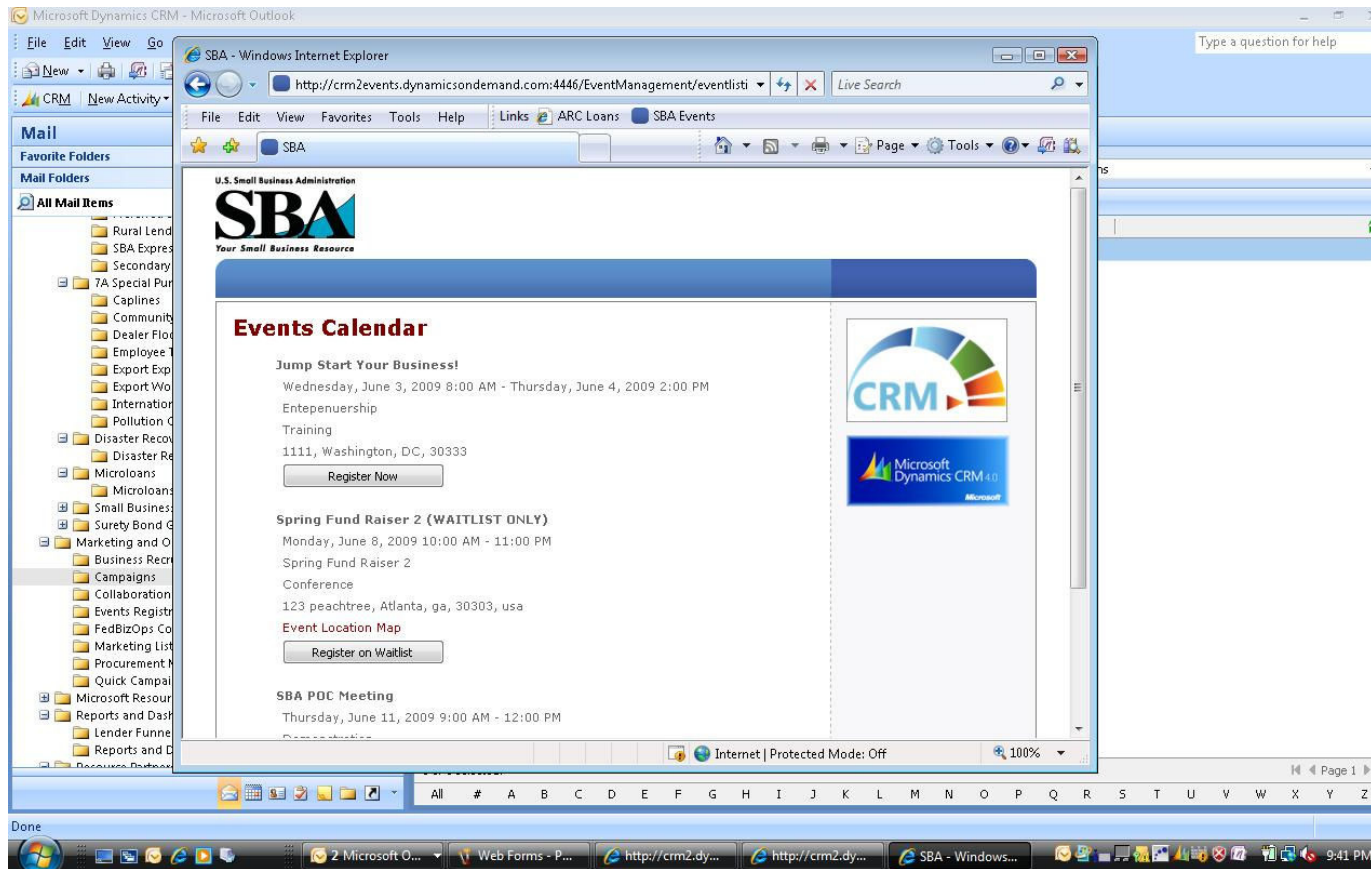 Microsoft Dynamics CRM - Microsoft Outlook
File Edit View Go
Type a question for help
New
CRM New Activity
Mail
Favorite Folders
Mail Folders
All Mail Items
Rural Lend
SBA Expres
Secondary
7A Special Pur
Caplines
Community
Dealer Floo
Employee T
Export Exp
Export Wo
Internation
Pollution C
Disaster Recov
Disaster Re
Microloans
Microloans
Small Busines
Surety Bond G
Marketing and O
Business Recr
Campaigns
Collaboration
Events Registr
FedBizOps Co
Marketing List
Procurement M
Quick Campai
Microsoft Resour
Reports and Dash
Lender Funne
Reports and D
Resource Partner
SBA - Windows Internet Explorer
http://crm2events.dynamicsondemand.com:4446/EventManagement/eventlisti
Live Search
File Edit View Favorites Tools Help Links ARC Loans SBA Events
SBA
Page Tools
U.S. Small Business Administration
SBA
Your Small Business Resource
Events Calendar
Jump Start Your Business!
Wednesday, June 3, 2009 8:00 AM - Thursday, June 4, 2009 2:00 PM
Entepenuership
Training
1111, Washington, DC, 30333
Register Now
Spring Fund Raiser 2 (WAITLIST ONLY)
Monday, June 8, 2009 10:00 AM - 11:00 PM
Spring Fund Raiser 2
Conference
123 peachtree, Atlanta, ga, 30303, usa
Event Location Map
Register on Waitlist
SBA POC Meeting
Thursday, June 11, 2009 9:00 AM - 12:00 PM
CRM
Microsoft
Dynamics CRM 4.0
Microsoft
Internet | Protected Mode: Off
100%
ns
Page 1
All # A B C D E F G H I J K L M N O P Q R S T U V W X Y Z
Done
2 Microsoft O...
Web Forms - P...
http://crm2.dy...
http://crm2.dy...
SBA - Windows...
9:41 PM